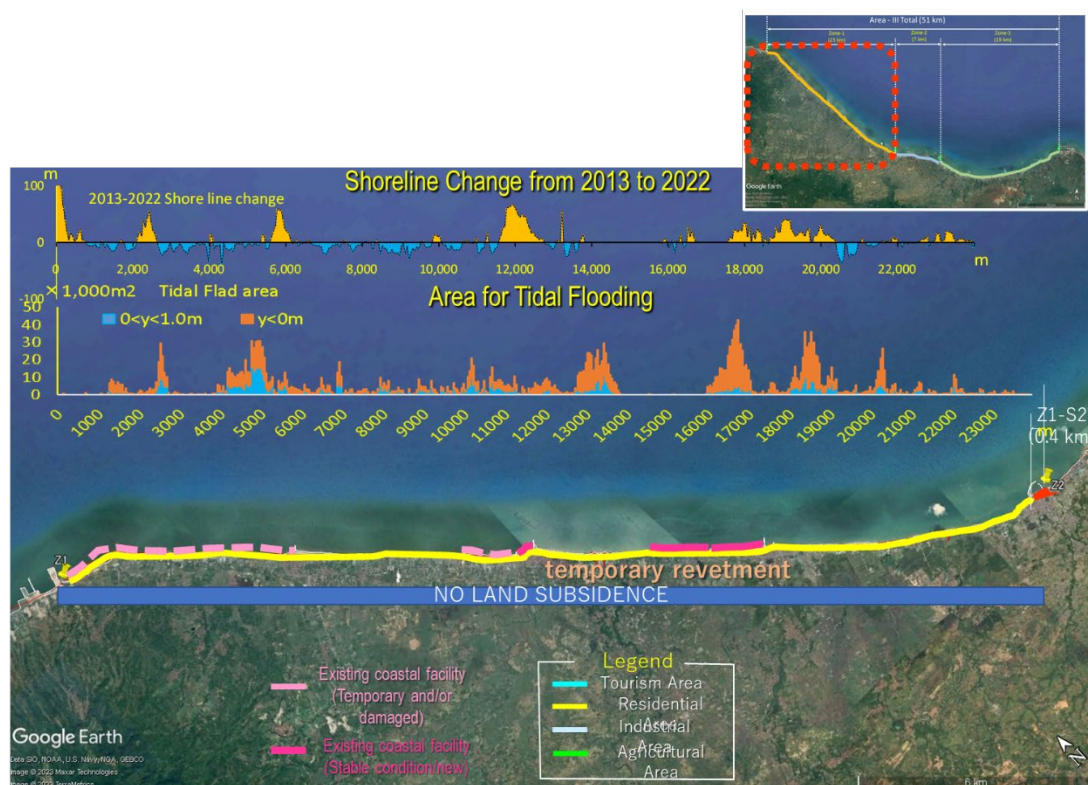 Area - III Total (51 km)
Zone-1
(25 km)
Zone-2
(7 km)
Zone-3
(19 km)
Google Earth
m
Shoreline Change from 2013 to 2022
100
2013-2022 Shore line change
0
0
2,000
4,000
6,000
8,000
10,000
12,000
14,000
16,000
18,000
20,000
22,000
m
-100
× 1,000m2
Tidal Flad area
Area for Tidal Flooding
50
0<y<1.0m
y<0m
40
30
20
10
0
0
1000
2000
3000
4000
5000
6000
7000
8000
9000
10000
11000
12000
13000
14000
15000
16000
17000
18000
19000
20000
21000
22000
23000
m
Z1-S2
(0.4 km)
Z2
Z1
temporary revetment
NO LAND SUBSIDENCE
Existing coastal facility
(Temporary and/or
damaged)
Existing coastal facility
(Stable condition/new)
Legend
Tourism Area
Residential
Area
Industrial
Area
Agricultural
Area
Google Earth
Data SIO, NOAA, U.S. Navy, NGA, GEBCO
Image © 2023 Maxar Technologies
Image © 2023 TerraMetrics
N
6 km